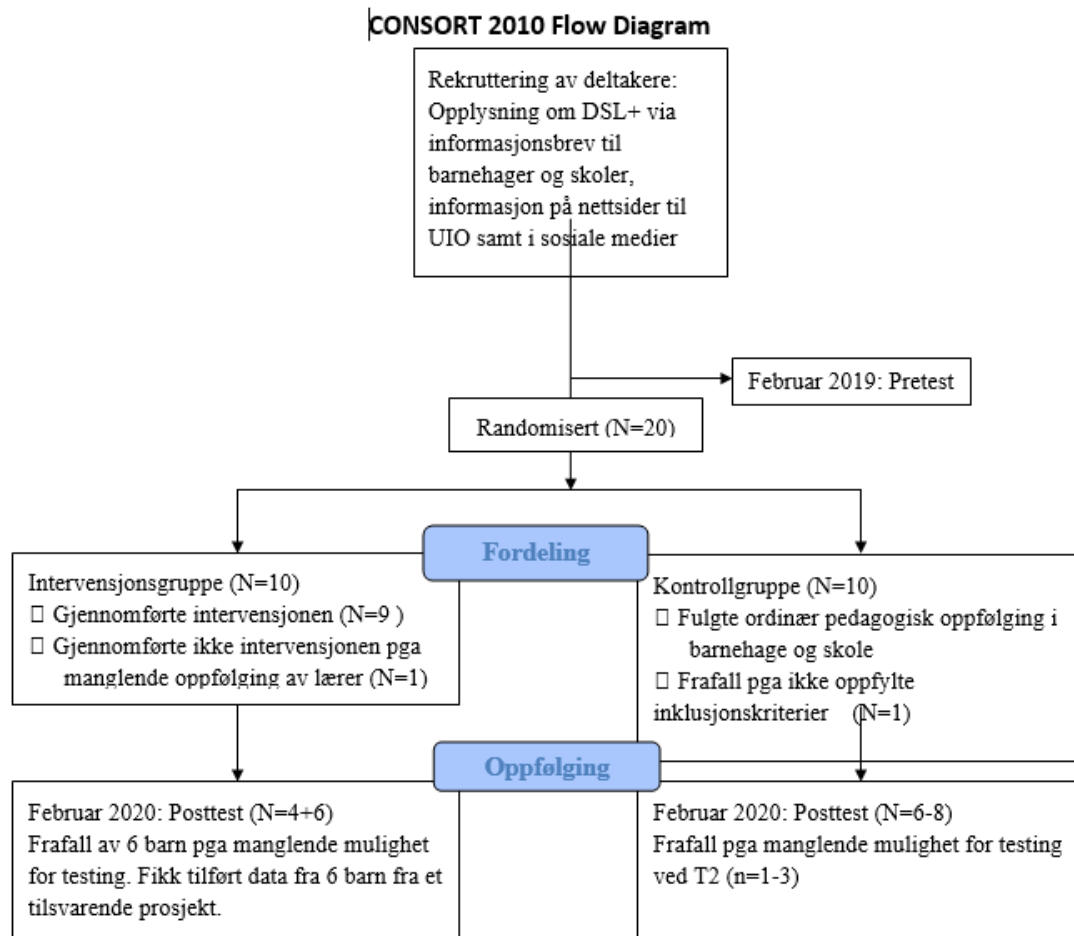 CONSORT 2010 Flow Diagram
Rekruttering av deltakere:
Opplysning om DSL+ via
informasjonsbrev til
barnehager og skoler,
informasjon på nettsider til
UIO samt i sosiale medier
Februar 2019: Pretest
Randomisert (N=20)
Fordeling
Intervensjonsgruppe (N=10)
□ Gjennomførte intervensjonen (N=9 )
□ Gjennomførte ikke intervensjonen pga
manglende oppfølging av lærer (N=1)
Kontrollgruppe (N=10)
□ Fulgte ordinær pedagogisk oppfølging i
barnehage og skole
□ Frafall pga ikke oppfylte
inklusjonskriterier (N=1)
Oppfølging
Februar 2020: Posttest (N=4+6)
Frafall av 6 barn pga manglende mulighet
for testing. Fikk tilført data fra 6 barn fra et
tilsvarende prosjekt.
Februar 2020: Posttest (N=6-8)
Frafall pga manglende mulighet for testing
ved T2 (n=1-3)